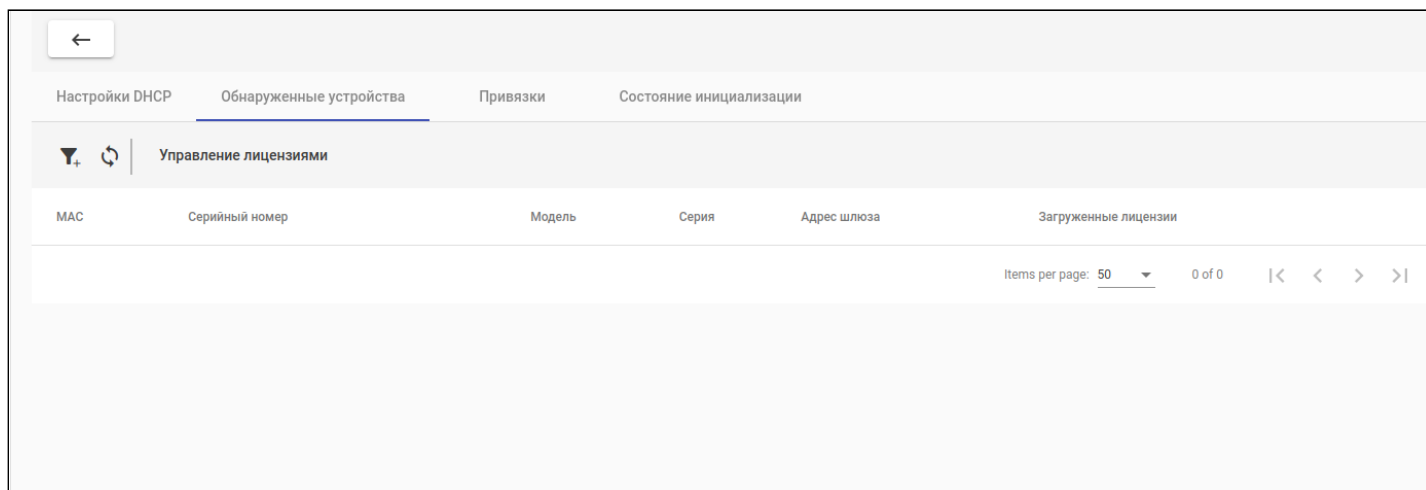 Настройки DHCP Обнаруженные устройства Привязки Состояние инициализации
Управление лицензиями
MAC Серийный номер Модель Серия Адрес шлюза Загруженные лицензии
Items per page: 50 0 of 0